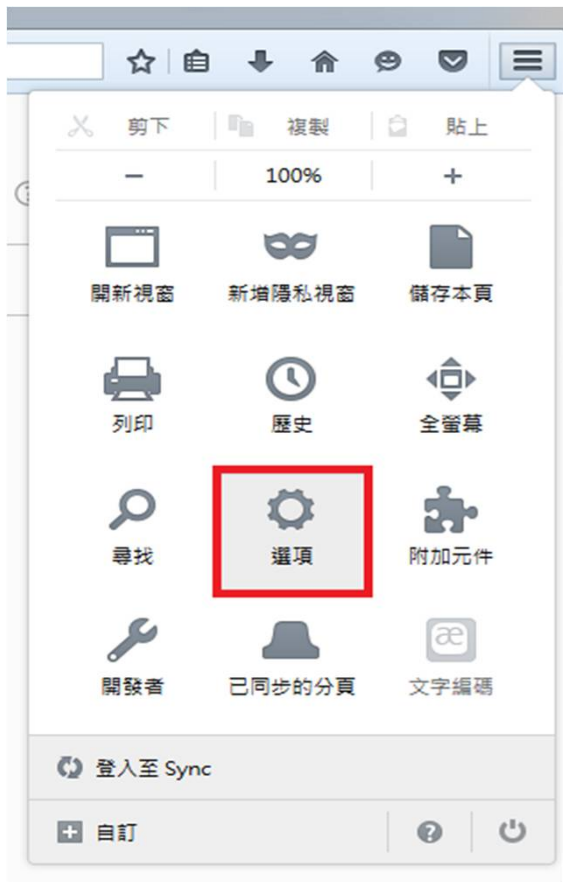 剪下 複製 貼上
− 100% +
開新視窗 新增隱私視窗 儲存本頁
列印 歷史 全螢幕
尋找 選項 附加元件
æ
開發者 已同步的分頁 文字編碼
登入至 Sync
自訂 ?